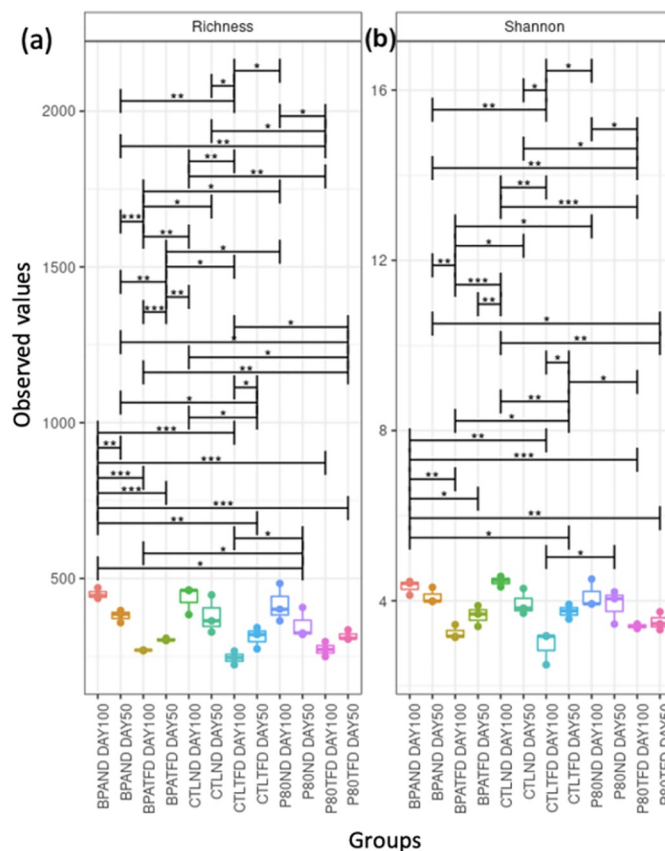 (a)
Richness
(b)
Shannon
Observed values
2000
1500
1000
500
16
12
8
4
BPAND DAY100
BPAND DAY50
BPATFD DAY100
BPATFD DAY50
CTLND DAY100
CTLND DAY50
CTLTFD DAY100
CTLTFD DAY50
P80ND DAY100
P80ND DAY50
P80TFD DAY100
P80TFD DAY50
BPAND DAY100
BPAND DAY50
BPATFD DAY100
BPATFD DAY50
CTLND DAY100
CTLND DAY50
CTLTFD DAY100
CTLTFD DAY50
P80ND DAY100
P80ND DAY50
P80TFD DAY100
P80TFD DAY50
Groups